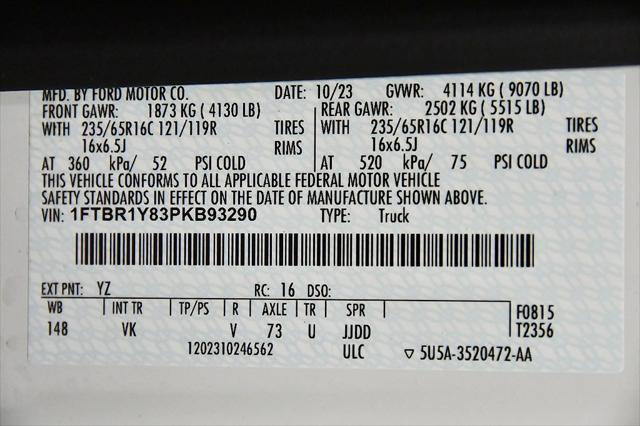 MFD. BY FORD MOTOR CO. DATE: 10/23 GVWR: 4114 KG ( 9070 LB)
FRONT GAWR: 1873 KG ( 4130 LB) REAR GAWR: 2502 KG ( 5515 LB)
WITH 235/65R16C 121/119R TIRES WITH 235/65R16C 121/119R TIRES
16x6.5J RIMS 16x6.5J RIMS
AT 360 kPa/ 52 PSI COLD AT 520 kPa/ 75 PSI COLD
THIS VEHICLE CONFORMS TO ALL APPLICABLE FEDERAL MOTOR VEHICLE
SAFETY STANDARDS IN EFFECT ON THE DATE OF MANUFACTURE SHOWN ABOVE.
VIN: 1FTBR1Y83PKB93290 TYPE: Truck
EXT PNT: YZ RC: 16 DSO:
WB INT TR TP/PS R AXLE TR SPR F0815
148 VK V 73 U JJDD T2356
1202310246562 ULC ▽ 5U5A-3520472-AA